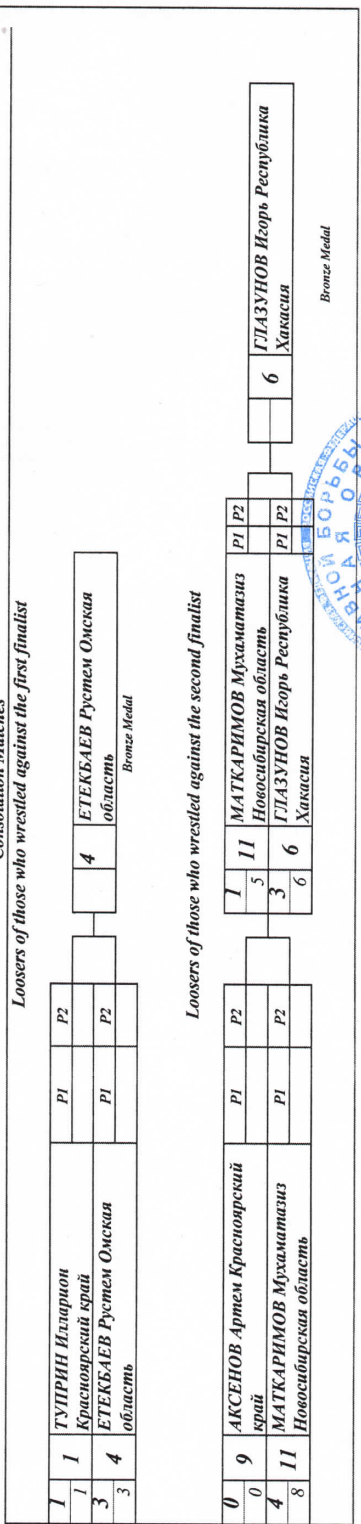 Consolation Matches
Loosers of those who wrestled against the first finalist
1 1 ТУПРИН Илларион P1 P2
1 Красноярский край
3 4 ЕТЕКБАЕВ Рустем Омская P1 P2
3 область
4 ЕТЕКБАЕВ Рустем Омская
область
Bronze Medal
Loosers of those who wrestled against the second finalist
0 9 АКСЕНОВ Артем Красноярский P1 P2
0 край
4 11 МАТКАРИМОВ Мухаматазиз P1 P2
8 Новосибирская область
1 11 МАТКАРИМОВ Мухаматазиз P1 P2
5 Новосибирская область
3 6 ГЛАЗУНОВ Игорь Республика P1 P2
6 Хакасия
6 ГЛАЗУНОВ Игорь Республика
Хакасия
Bronze Medal
БОРЬБЫ